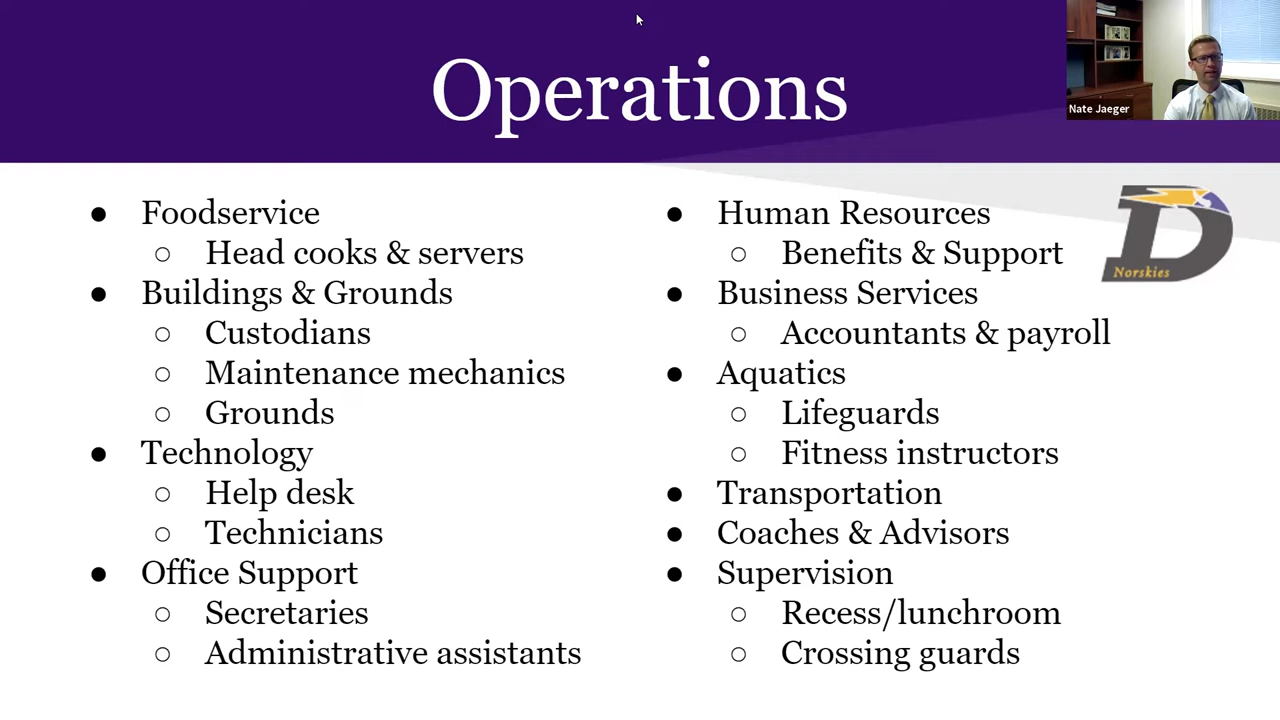 Operations
Nate Jaeger
● Foodservice
○ Head cooks & servers
● Buildings & Grounds
○ Custodians
○ Maintenance mechanics
○ Grounds
● Technology
○ Help desk
○ Technicians
● Office Support
○ Secretaries
○ Administrative assistants
● Human Resources
○ Benefits & Support
● Business Services
○ Accountants & payroll
● Aquatics
○ Lifeguards
○ Fitness instructors
● Transportation
● Coaches & Advisors
● Supervision
○ Recess/lunchroom
○ Crossing guards
D
Norskies